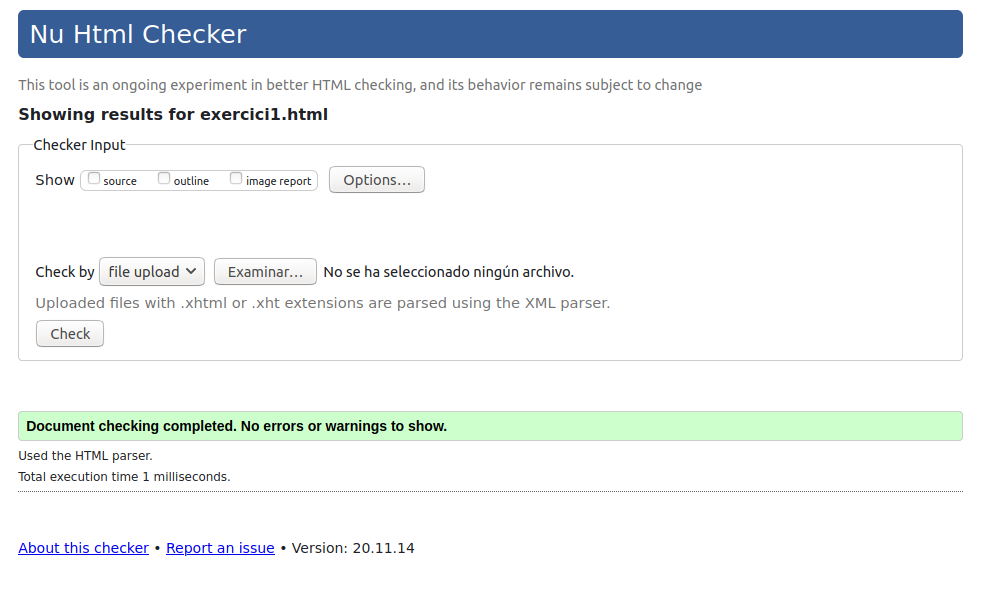 Nu Html Checker
This tool is an ongoing experiment in better HTML checking, and its behavior remains subject to change
Showing results for exercici1.html
Checker Input
Show source outline image report Options...
Check by file upload Examinar... No se ha seleccionado ningún archivo.
Uploaded files with .xhtml or .xht extensions are parsed using the XML parser.
Check
Document checking completed. No errors or warnings to show.
Used the HTML parser.
Total execution time 1 milliseconds.
About this checker • Report an issue • Version: 20.11.14